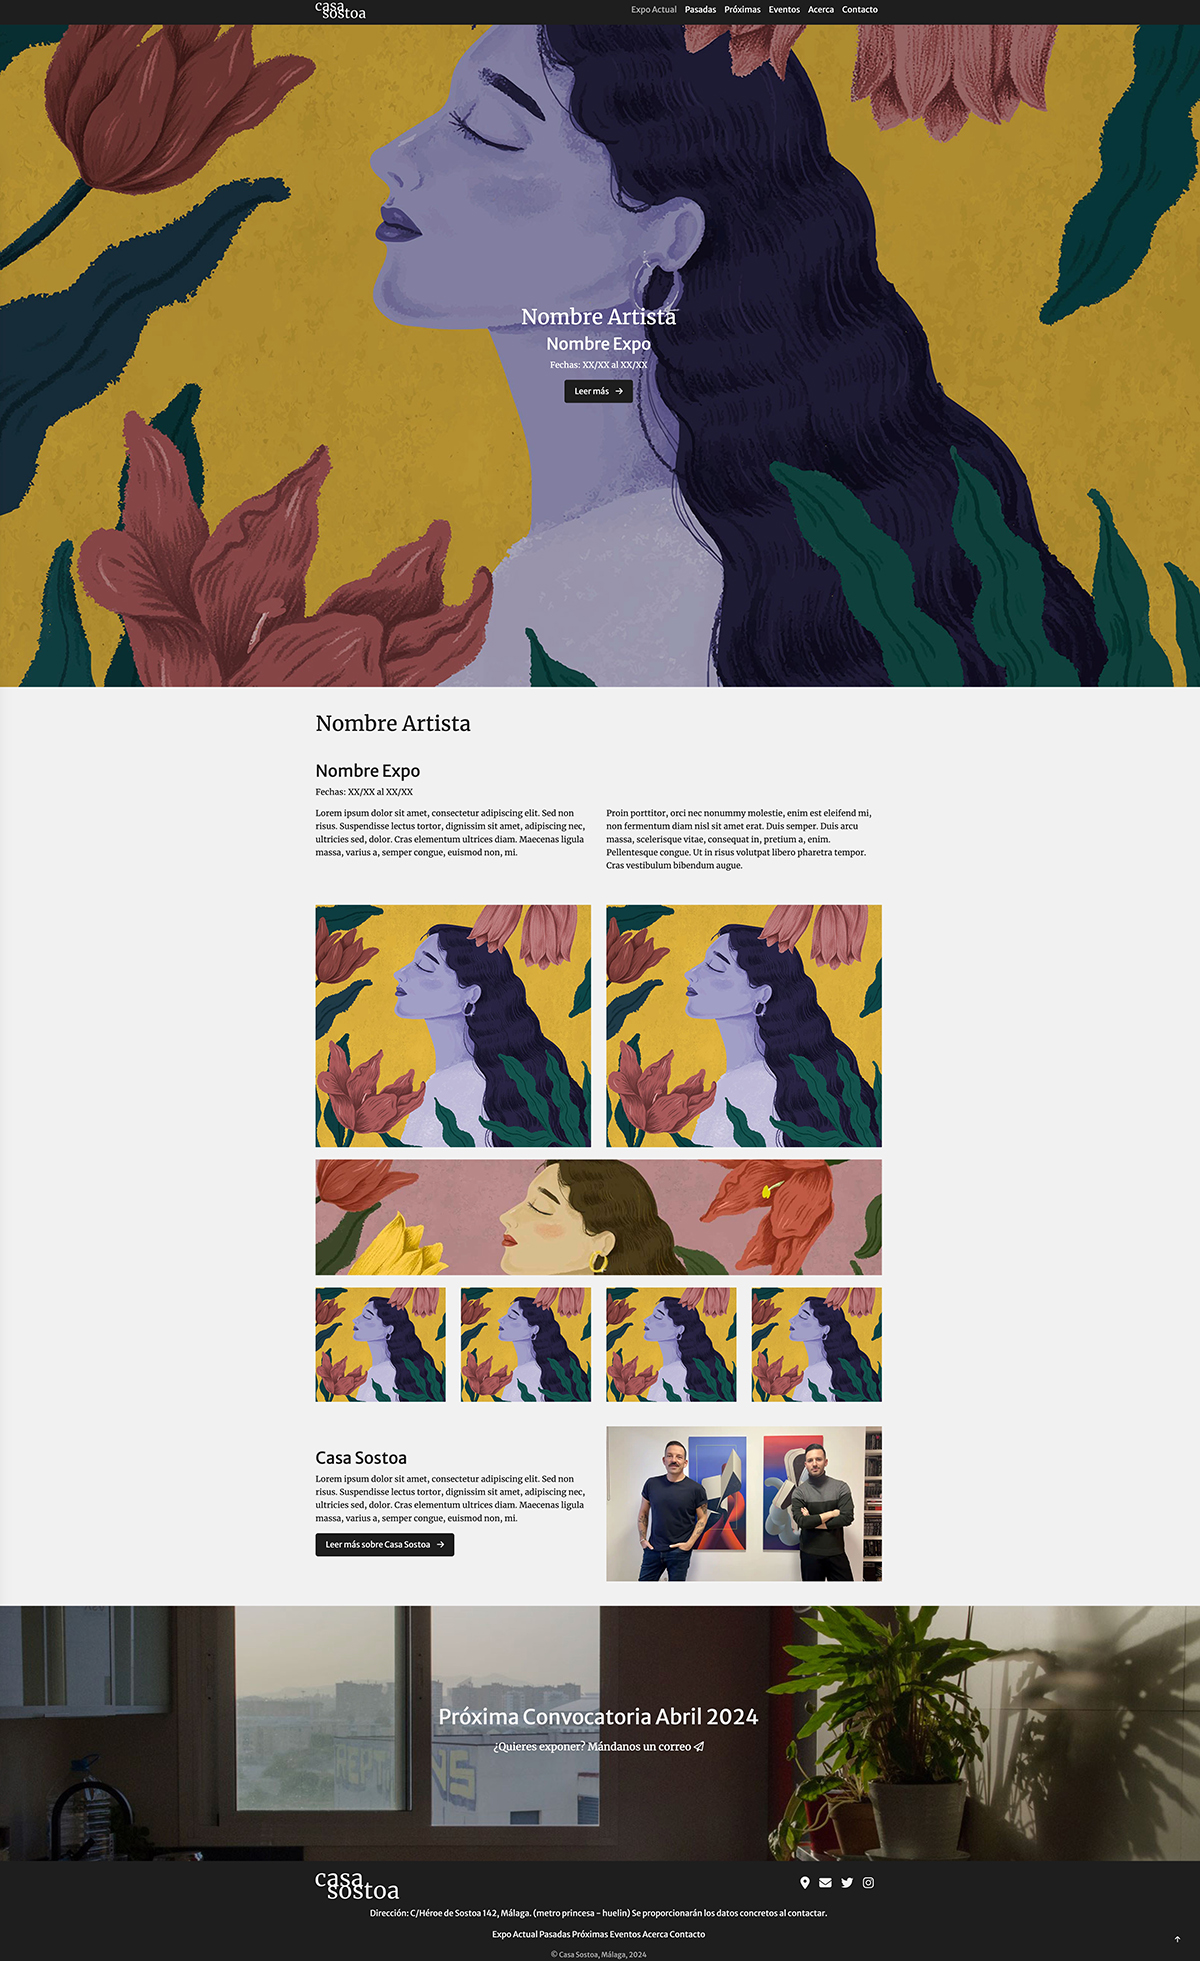 casa
sostoa
Expo Actual Pasadas Próximas Eventos Acerca Contacto
Nombre Artista
Nombre Expo
Fechas: XX/XX al XX/XX
Leer más →
Nombre Artista
Nombre Expo
Fechas: XX/XX al XX/XX
Lorem ipsum dolor sit amet, consectetur adipiscing elit. Sed non
risus. Suspendisse lectus tortor, dignissim sit amet, adipiscing nec,
ultricies sed, dolor. Cras elementum ultrices diam. Maecenas ligula
massa, varius a, semper congue, euismod non, mi.
Proin porttitor, orci nec nonummy molestie, enim est eleifend mi,
non fermentum diam nisl sit amet erat. Duis semper. Duis arcu
massa, scelerisque vitae, consequat in, pretium a, enim.
Pellentesque congue. Ut in risus volutpat libero pharetra tempor.
Cras vestibulum bibendum augue.
Casa Sostoa
Lorem ipsum dolor sit amet, consectetur adipiscing elit. Sed non
risus. Suspendisse lectus tortor, dignissim sit amet, adipiscing nec,
ultricies sed, dolor. Cras elementum ultrices diam. Maecenas ligula
massa, varius a, semper congue, euismod non, mi.
Leer más sobre Casa Sostoa →
Próxima Convocatoria Abril 2024
¿Quieres exponer? Mándanos un correo
casa
sostoa
Dirección: C/Héroe de Sostoa 142, Málaga. (metro princesa - huelin) Se proporcionarán los datos concretos al contactar.
Expo Actual Pasadas Próximas Eventos Acerca Contacto
© Casa Sostoa, Málaga, 2024